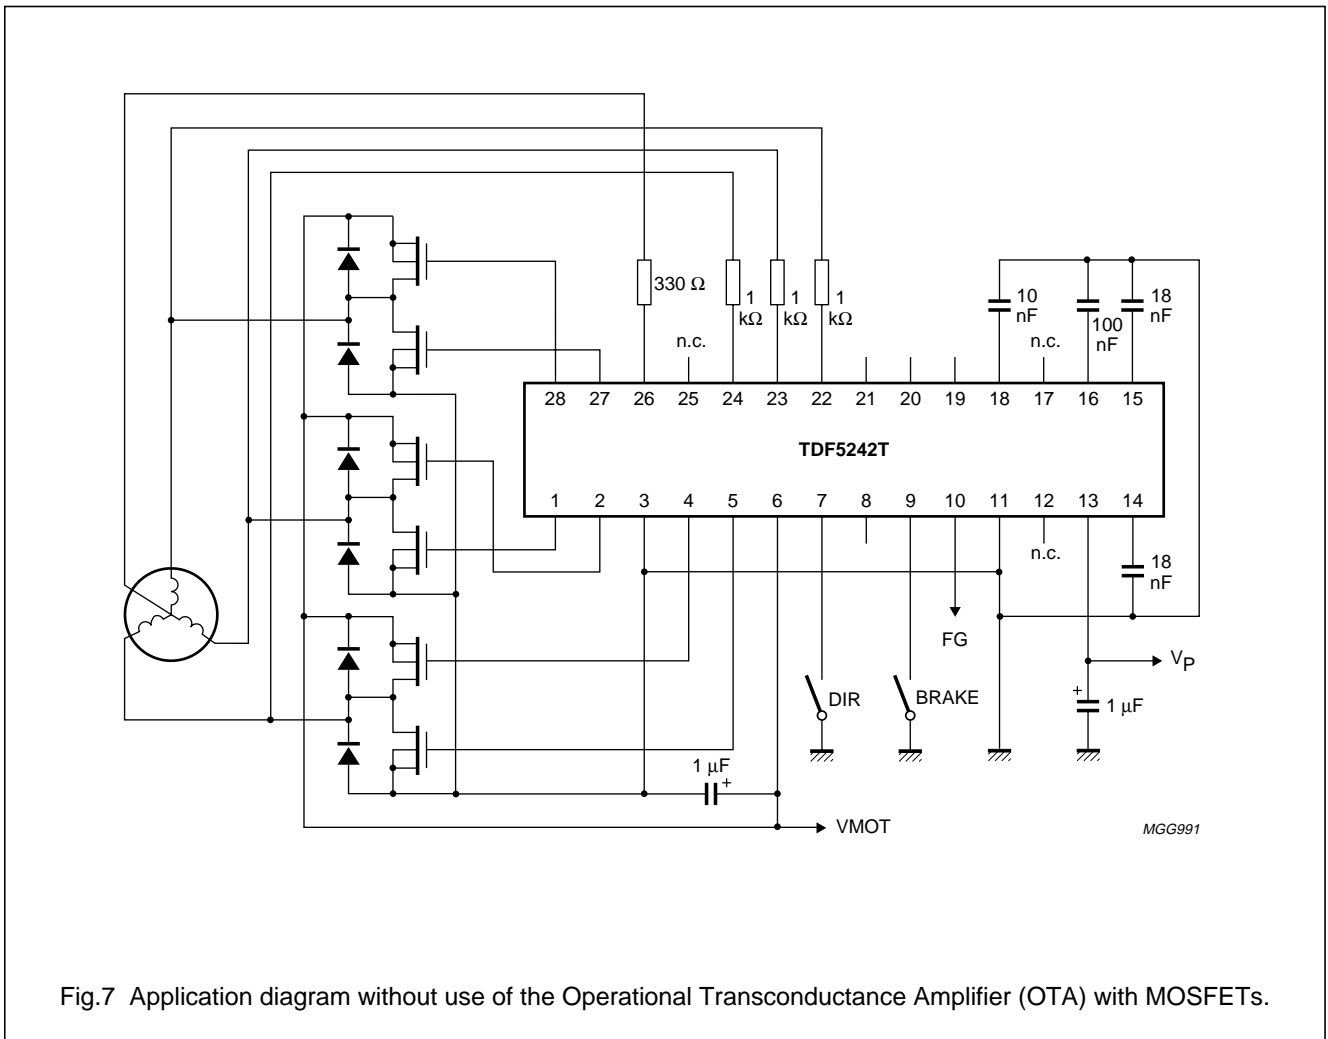 330 Ω
1
kΩ
1
kΩ
1
kΩ
10
nF
100
nF
18
nF
n.c.
n.c.
28 27 26 25 24 23 22 21 20 19 18 17 16 15
TDF5242T
1 2 3 4 5 6 7 8 9 10 11 12 13 14
n.c.
18
nF
FG
VP
DIR
BRAKE
+
1 μF
1 μF
+
VMOT
MGG991
Fig.7 Application diagram without use of the Operational Transconductance Amplifier (OTA) with MOSFETs.